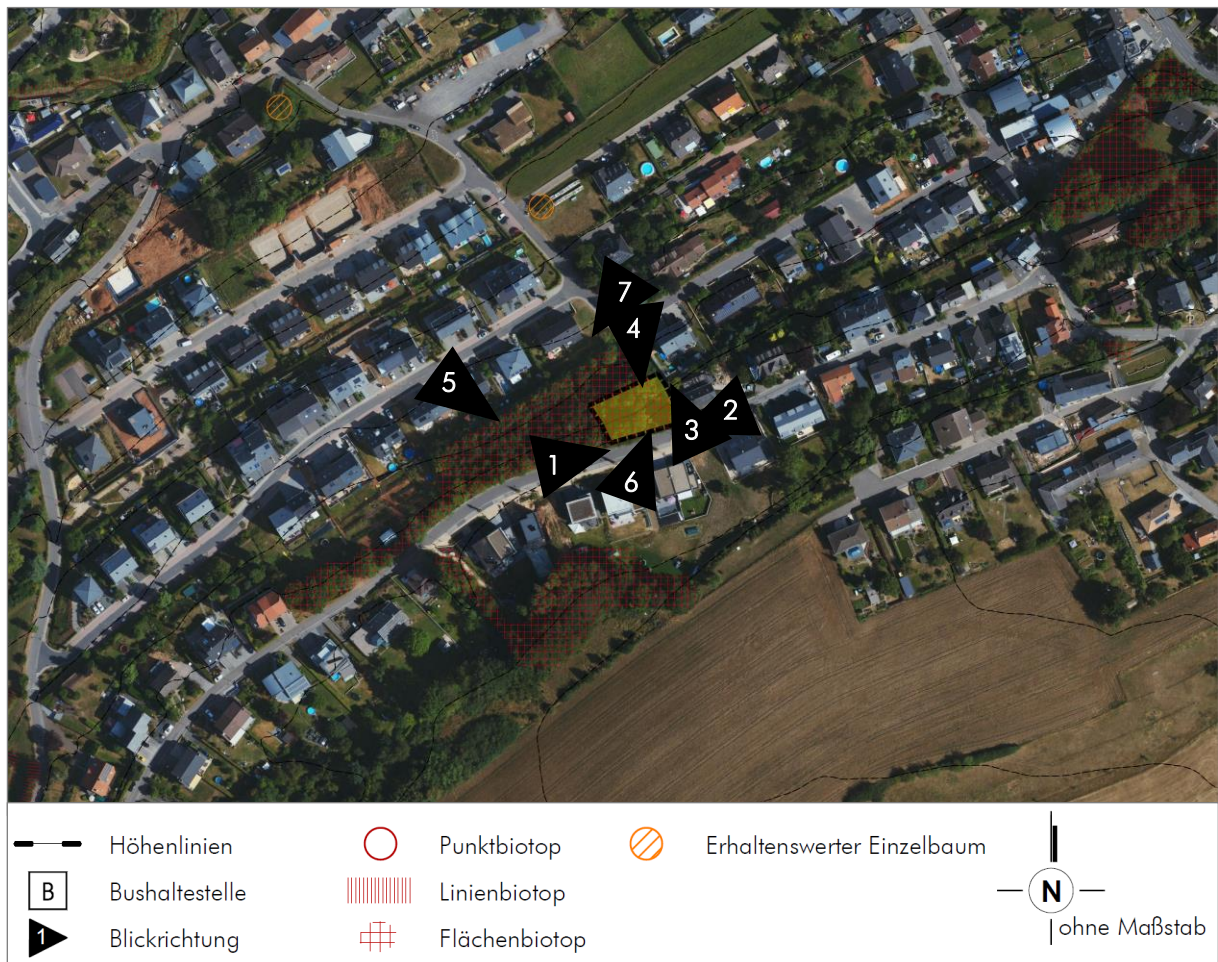 7
4
5
2
3
1
6
Höhenlinien
Punktbiotop
Erhaltenswerter Einzelbaum
B
Bushaltestelle
Linienbiotop
N
1
Blickrichtung
Flächenbiotop
ohne Maßstab